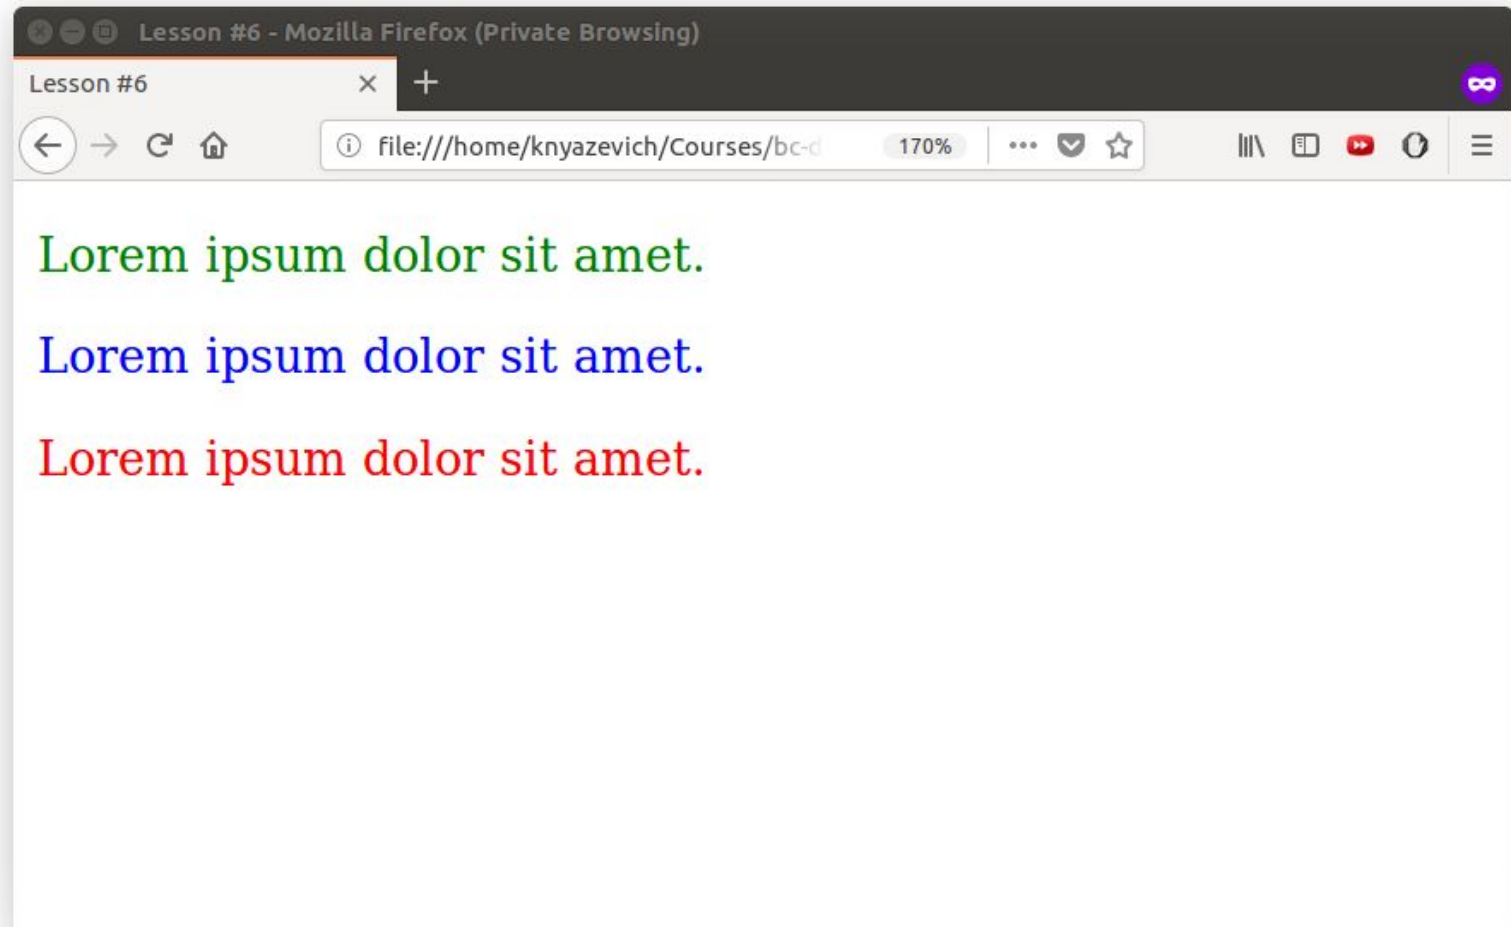 Lesson #6 - Mozilla Firefox (Private Browsing)
Lesson #6
file:///home/knyazevich/Courses/bc-d 170%
Lorem ipsum dolor sit amet.
Lorem ipsum dolor sit amet.
Lorem ipsum dolor sit amet.